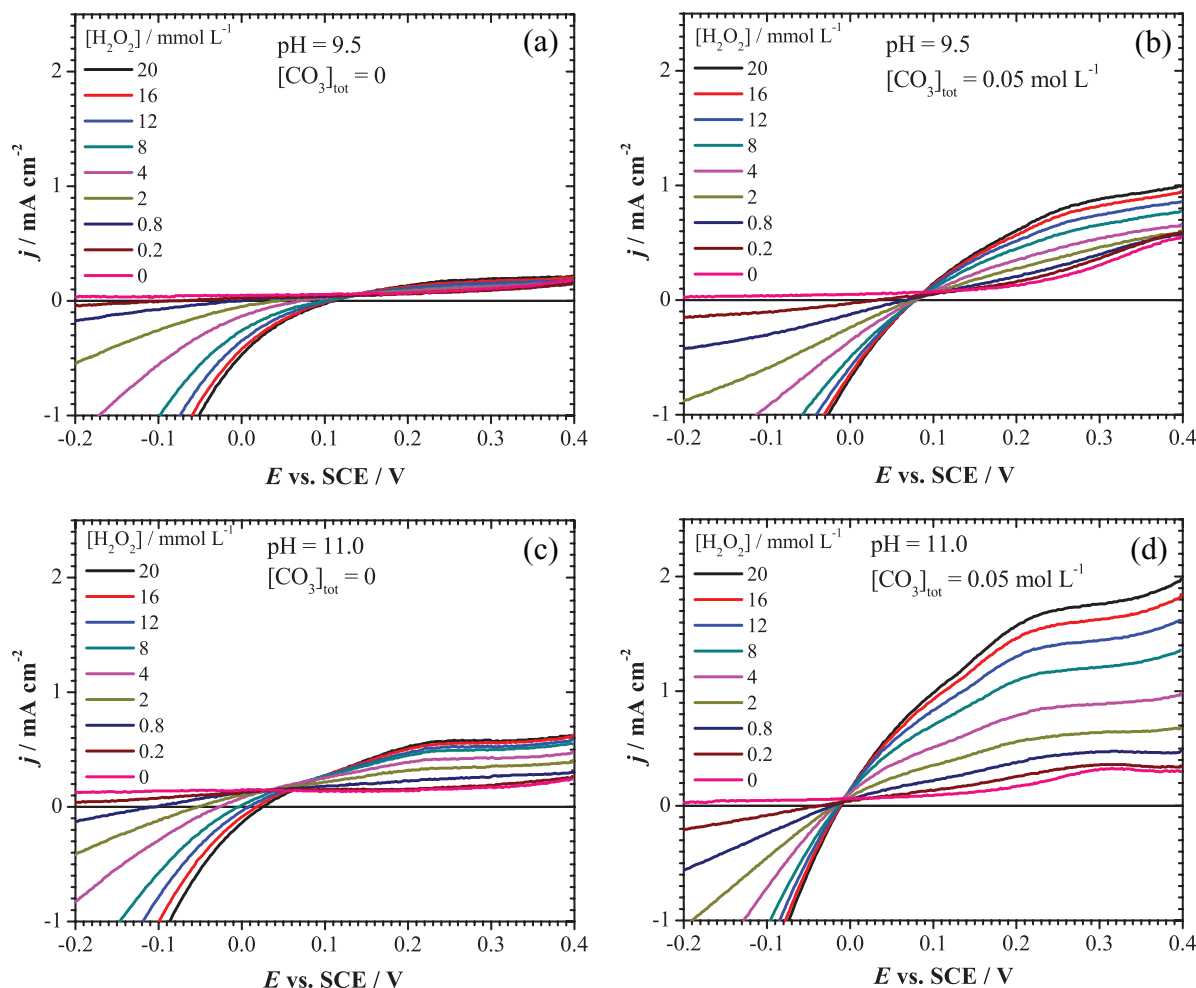 [H₂O₂] / mmol L⁻¹
20
16
12
8
4
2
0.8
0.2
0
pH = 9.5
[CO₃]tot = 0
(a)
2
1
0
-1
j / mA cm⁻²
-0.2 -0.1 0.0 0.1 0.2 0.3 0.4
E vs. SCE / V
[H₂O₂] / mmol L⁻¹
20
16
12
8
4
2
0.8
0.2
0
pH = 9.5
[CO₃]tot = 0.05 mol L⁻¹
(b)
2
1
0
-1
j / mA cm⁻²
-0.2 -0.1 0.0 0.1 0.2 0.3 0.4
E vs. SCE / V
[H₂O₂] / mmol L⁻¹
20
16
12
8
4
2
0.8
0.2
0
pH = 11.0
[CO₃]tot = 0
(c)
2
1
0
-1
j / mA cm⁻²
-0.2 -0.1 0.0 0.1 0.2 0.3 0.4
E vs. SCE / V
[H₂O₂] / mmol L⁻¹
20
16
12
8
4
2
0.8
0.2
0
pH = 11.0
[CO₃]tot = 0.05 mol L⁻¹
(d)
2
1
0
-1
j / mA cm⁻²
-0.2 -0.1 0.0 0.1 0.2 0.3 0.4
E vs. SCE / V